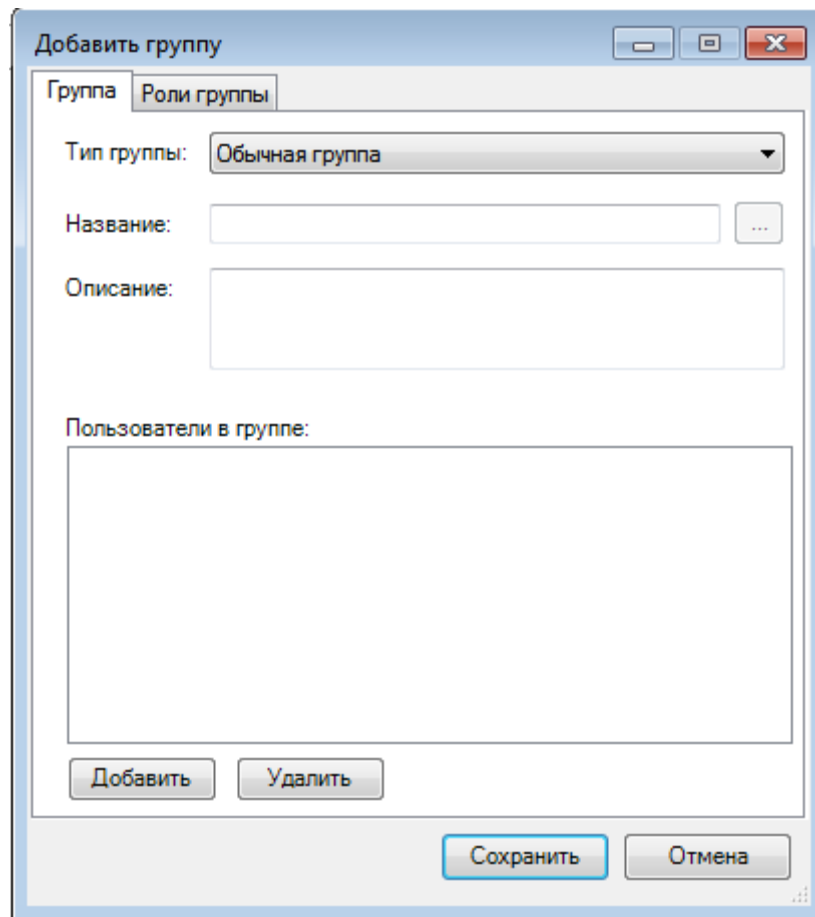 Добавить группу
Группа Роли группы
Тип группы: Обычная группа
Название: ...
Описание:
Пользователи в группе:
Добавить Удалить
Сохранить Отмена